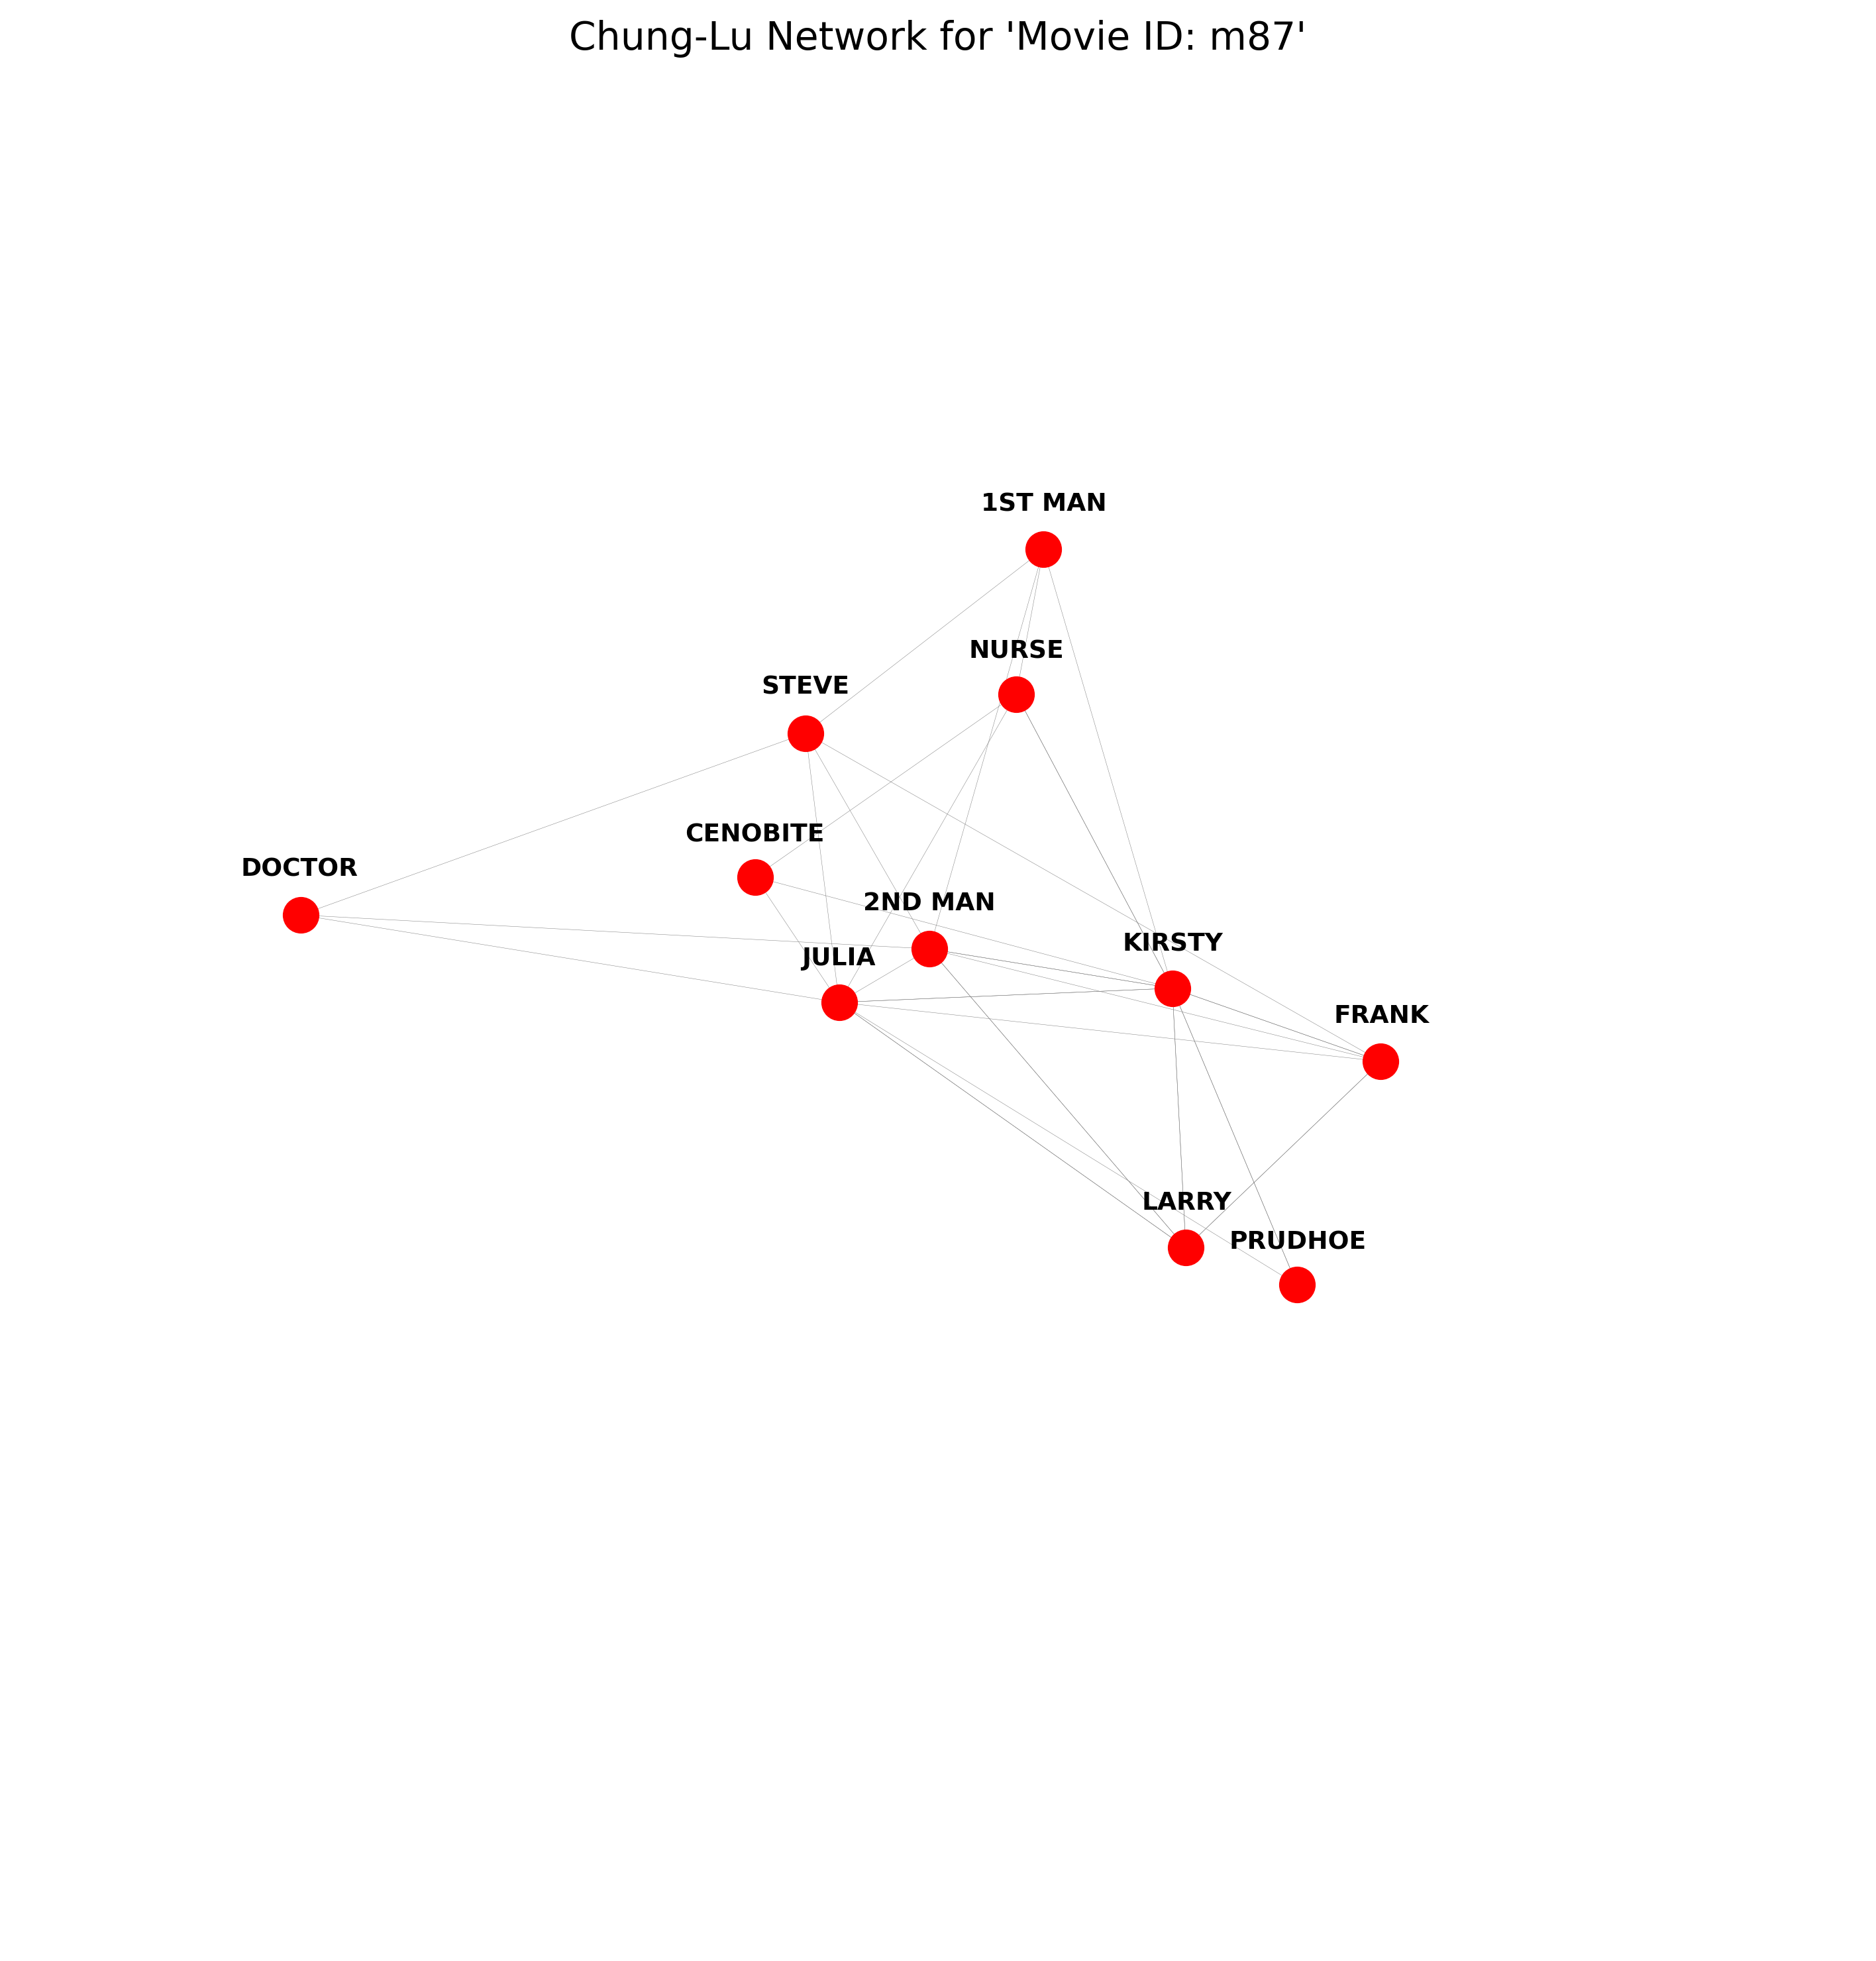 Chung-Lu Network for 'Movie ID: m87'
1ST MAN
NURSE
STEVE
CENOBITE
DOCTOR
2ND MAN
KIRSTY
JULIA
FRANK
LARRY
PRUDHOE